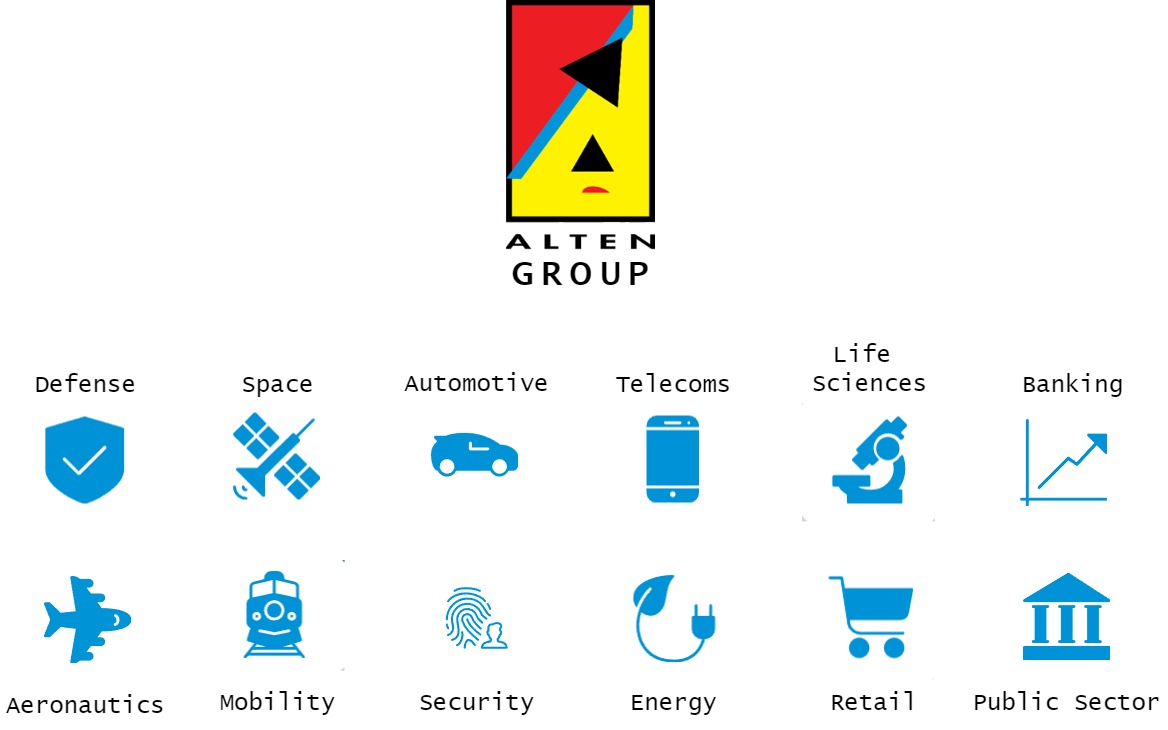 ALTEN
GROUP
Defense
Space
Automotive
Telecoms
Life
Sciences
Banking
Aeronautics
Mobility
Security
Energy
Retail
Public Sector